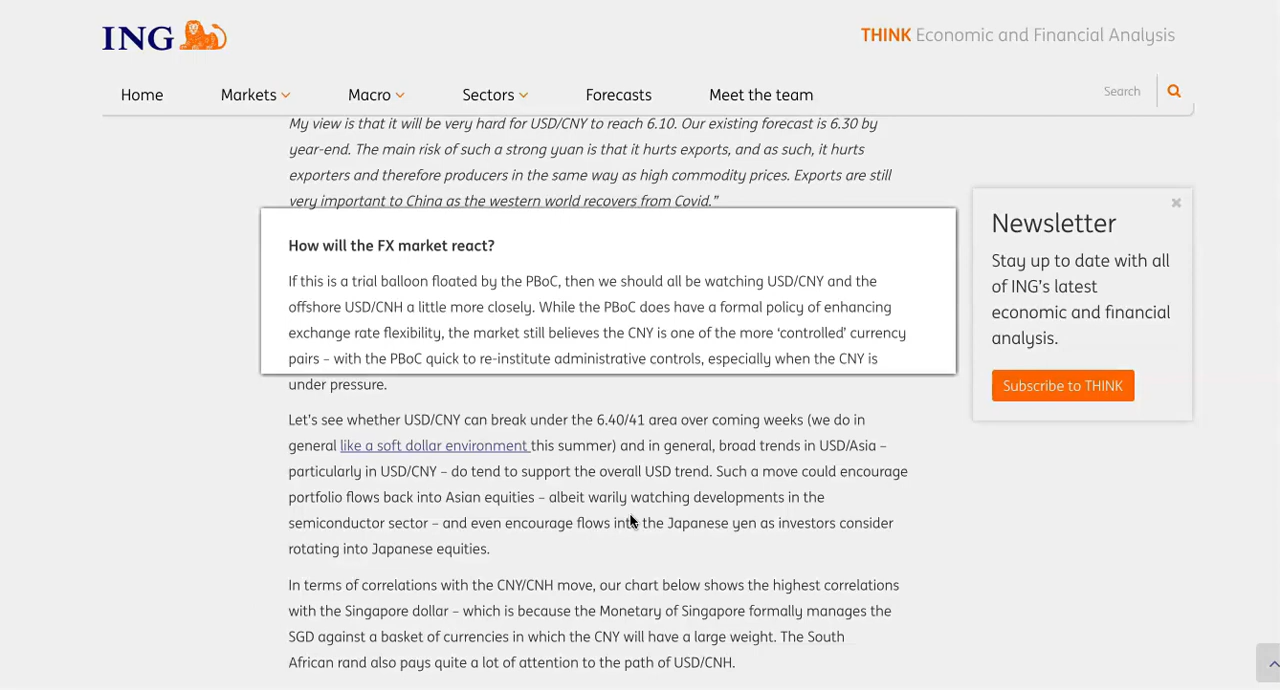 ING
THINK Economic and Financial Analysis
Home
Markets
Macro
Sectors
Forecasts
Meet the team
Search
My view is that it will be very hard for USD/CNY to reach 6.10. Our existing forecast is 6.30 by
year-end. The main risk of such a strong yuan is that it hurts exports, and as such, it hurts
exporters and therefore producers in the same way as high commodity prices. Exports are still
very important to China as the western world recovers from Covid.”
How will the FX market react?
If this is a trial balloon floated by the PBoC, then we should all be watching USD/CNY and the
offshore USD/CNH a little more closely. While the PBoC does have a formal policy of enhancing
exchange rate flexibility, the market still believes the CNY is one of the more ‘controlled’ currency
pairs – with the PBoC quick to re-institute administrative controls, especially when the CNY is
under pressure.
Let’s see whether USD/CNY can break under the 6.40/41 area over coming weeks (we do in
general like a soft dollar environment this summer) and in general, broad trends in USD/Asia –
particularly in USD/CNY – do tend to support the overall USD trend. Such a move could encourage
portfolio flows back into Asian equities – albeit warily watching developments in the
semiconductor sector – and even encourage flows into the Japanese yen as investors consider
rotating into Japanese equities.
In terms of correlations with the CNY/CNH move, our chart below shows the highest correlations
with the Singapore dollar – which is because the Monetary of Singapore formally manages the
SGD against a basket of currencies in which the CNY will have a large weight. The South
African rand also pays quite a lot of attention to the path of USD/CNH.
Newsletter
Stay up to date with all
of ING’s latest
economic and financial
analysis.
Subscribe to THINK